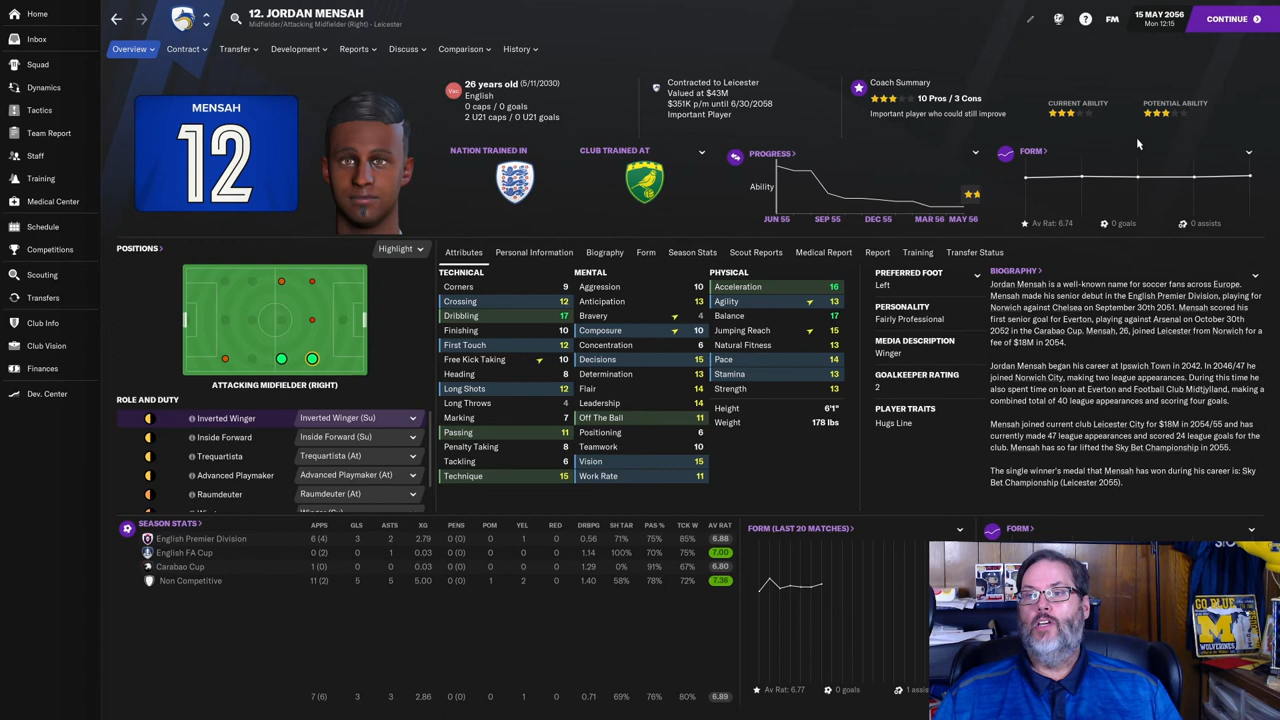 Home
Inbox
Squad
Dynamics
Tactics
Team Report
Staff
Training
Medical Center
Schedule
Competitions
Scouting
Transfers
Club Info
Club Vision
Finances
Dev. Center
12. JORDAN MENSAH
Midfielder/Attacking Midfielder (Right) - Leicester
FM
15 MAY 2056
Mon 12:15
CONTINUE
Overview
Contract
Transfer
Development
Reports
Discuss
Comparison
History
MENSAH
12
Vac
26 years old (5/11/2030)
English
0 caps / 0 goals
2 U21 caps / 0 U21 goals
Contracted to Leicester
Valued at $43M
$351K p/m until 6/30/2058
Important Player
Coach Summary
10 Pros / 3 Cons
Important player who could still improve
CURRENT ABILITY
POTENTIAL ABILITY
NATION TRAINED IN
CLUB TRAINED AT
PROGRESS
Ability
JUN 55 SEP 55 DEC 55 MAR 56 MAY 56
FORM
Av Rat: 6.74 0 goals 0 assists
POSITIONS
Highlight
ATTACKING MIDFIELDER (RIGHT)
ROLE AND DUTY
Inverted Winger Inverted Winger (Su)
Inside Forward Inside Forward (Su)
Trequartista Trequartista (At)
Advanced Playmaker Advanced Playmaker (At)
Raumdeuter Raumdeuter (At)
Attributes Personal Information Biography Form Season Stats Scout Reports Medical Report Report Training Transfer Status
TECHNICAL
Corners 9
Crossing 12
Dribbling 17
Finishing 10
First Touch 12
Free Kick Taking 10
Heading 8
Long Shots 12
Long Throws 4
Marking 7
Passing 11
Penalty Taking 8
Tackling 6
Technique 15
MENTAL
Aggression 10
Anticipation 13
Bravery 4
Composure 10
Concentration 6
Decisions 15
Determination 13
Flair 14
Leadership 14
Off The Ball 11
Positioning 6
Teamwork 10
Vision 15
Work Rate 11
PHYSICAL
Acceleration 16
Agility 13
Balance 17
Jumping Reach 15
Natural Fitness 13
Pace 14
Stamina 13
Strength 13
Height 6'1"
Weight 178 lbs
PREFERRED FOOT
Left
PERSONALITY
Fairly Professional
MEDIA DESCRIPTION
Winger
GOALKEEPER RATING
2
PLAYER TRAITS
Hugs Line
BIOGRAPHY
Jordan Mensah is a well-known name for soccer fans across Europe.
Mensah made his senior debut in the English Premier Division, playing for
Norwich against Chelsea on September 30th 2051. Mensah scored his
first senior goal for Everton, playing against Arsenal on October 30th
2052 in the Carabao Cup. Mensah, 26, joined Leicester from Norwich for a
fee of $18M in 2054.
Jordan Mensah began his career at Ipswich Town in 2042. In 2046/47 he
joined Norwich City, making two league appearances. During this time he
also spent time on loan at Everton and Football Club Midtjylland, making a
combined total of 40 league appearances and scoring four goals.
Mensah joined current club Leicester City for $18M in 2054/55 and has
currently made 47 league appearances and scored 24 league goals for the
club. Mensah has so far lifted the Sky Bet Championship in 2055.
The single winner's medal that Mensah has won during his career is: Sky
Bet Championship (Leicester 2055).
SEASON STATS APPS GLS ASTS XG PENS POM YEL RED DRBPG SH TAR PAS % TCK W AV RAT
English Premier Division 6 (4) 3 2 2.79 0 (0) 0 1 0 0.56 71% 75% 85% 6.88
English FA Cup 0 (2) 0 1 0.03 0 (0) 0 0 0 1.14 100% 70% 75% 7.00
Carabao Cup 1 (0) 0 0 0.03 0 (0) 0 0 0 1.29 0% 91% 67% 6.80
Non Competitive 11 (2) 5 5 5.00 0 (0) 1 2 0 1.40 58% 78% 72% 7.36
7 (6) 3 3 2.86 0 (0) 0 1 0 0.71 69% 76% 80% 6.89
FORM (LAST 20 MATCHES)
Av Rat: 6.77 0 goals 1 assis
FORM
GO BLUE
M
WOLVERINES